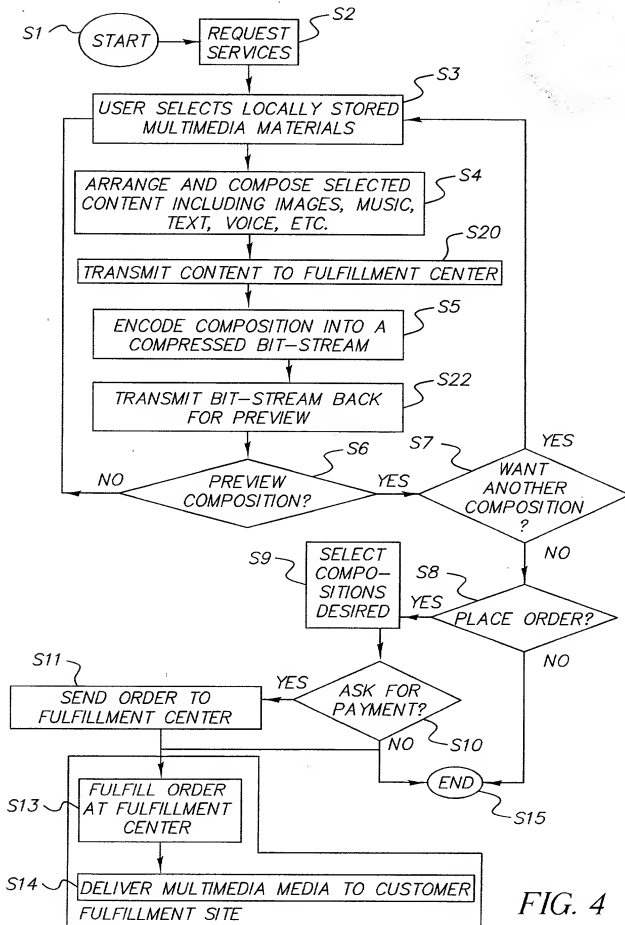 S1
START
REQUEST
SERVICES
S2
S3
USER SELECTS LOCALLY STORED
MULTIMEDIA MATERIALS
S4
ARRANGE AND COMPOSE SELECTED
CONTENT INCLUDING IMAGES, MUSIC,
TEXT, VOICE, ETC.
S20
TRANSMIT CONTENT TO FULFILLMENT CENTER
S5
ENCODE COMPOSITION INTO A
COMPRESSED BIT-STREAM
S22
TRANSMIT BIT-STREAM BACK
FOR PREVIEW
S6
NO
PREVIEW
COMPOSITION?
YES
S7
YES
WANT
ANOTHER
COMPOSITION
?
NO
S9
SELECT
COMPO-
SITIONS
DESIRED
S8
YES
PLACE ORDER?
NO
S11
SEND ORDER TO
FULFILLMENT CENTER
YES
ASK FOR
PAYMENT?
NO
S10
END
S15
S13
FULFILL ORDER
AT FULFILLMENT
CENTER
S14
DELIVER MULTIMEDIA MEDIA TO CUSTOMER
FULFILLMENT SITE
FIG. 4